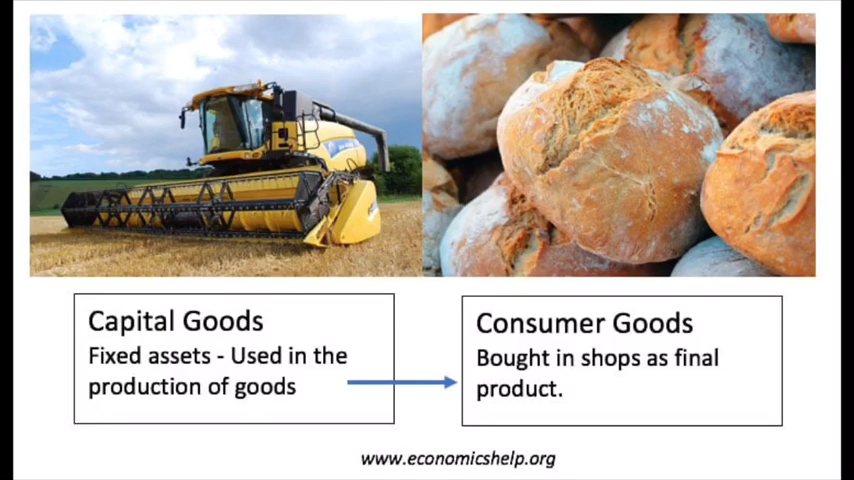 Capital Goods
Fixed assets - Used in the
production of goods
Consumer Goods
Bought in shops as final
product.
www.economicshelp.org